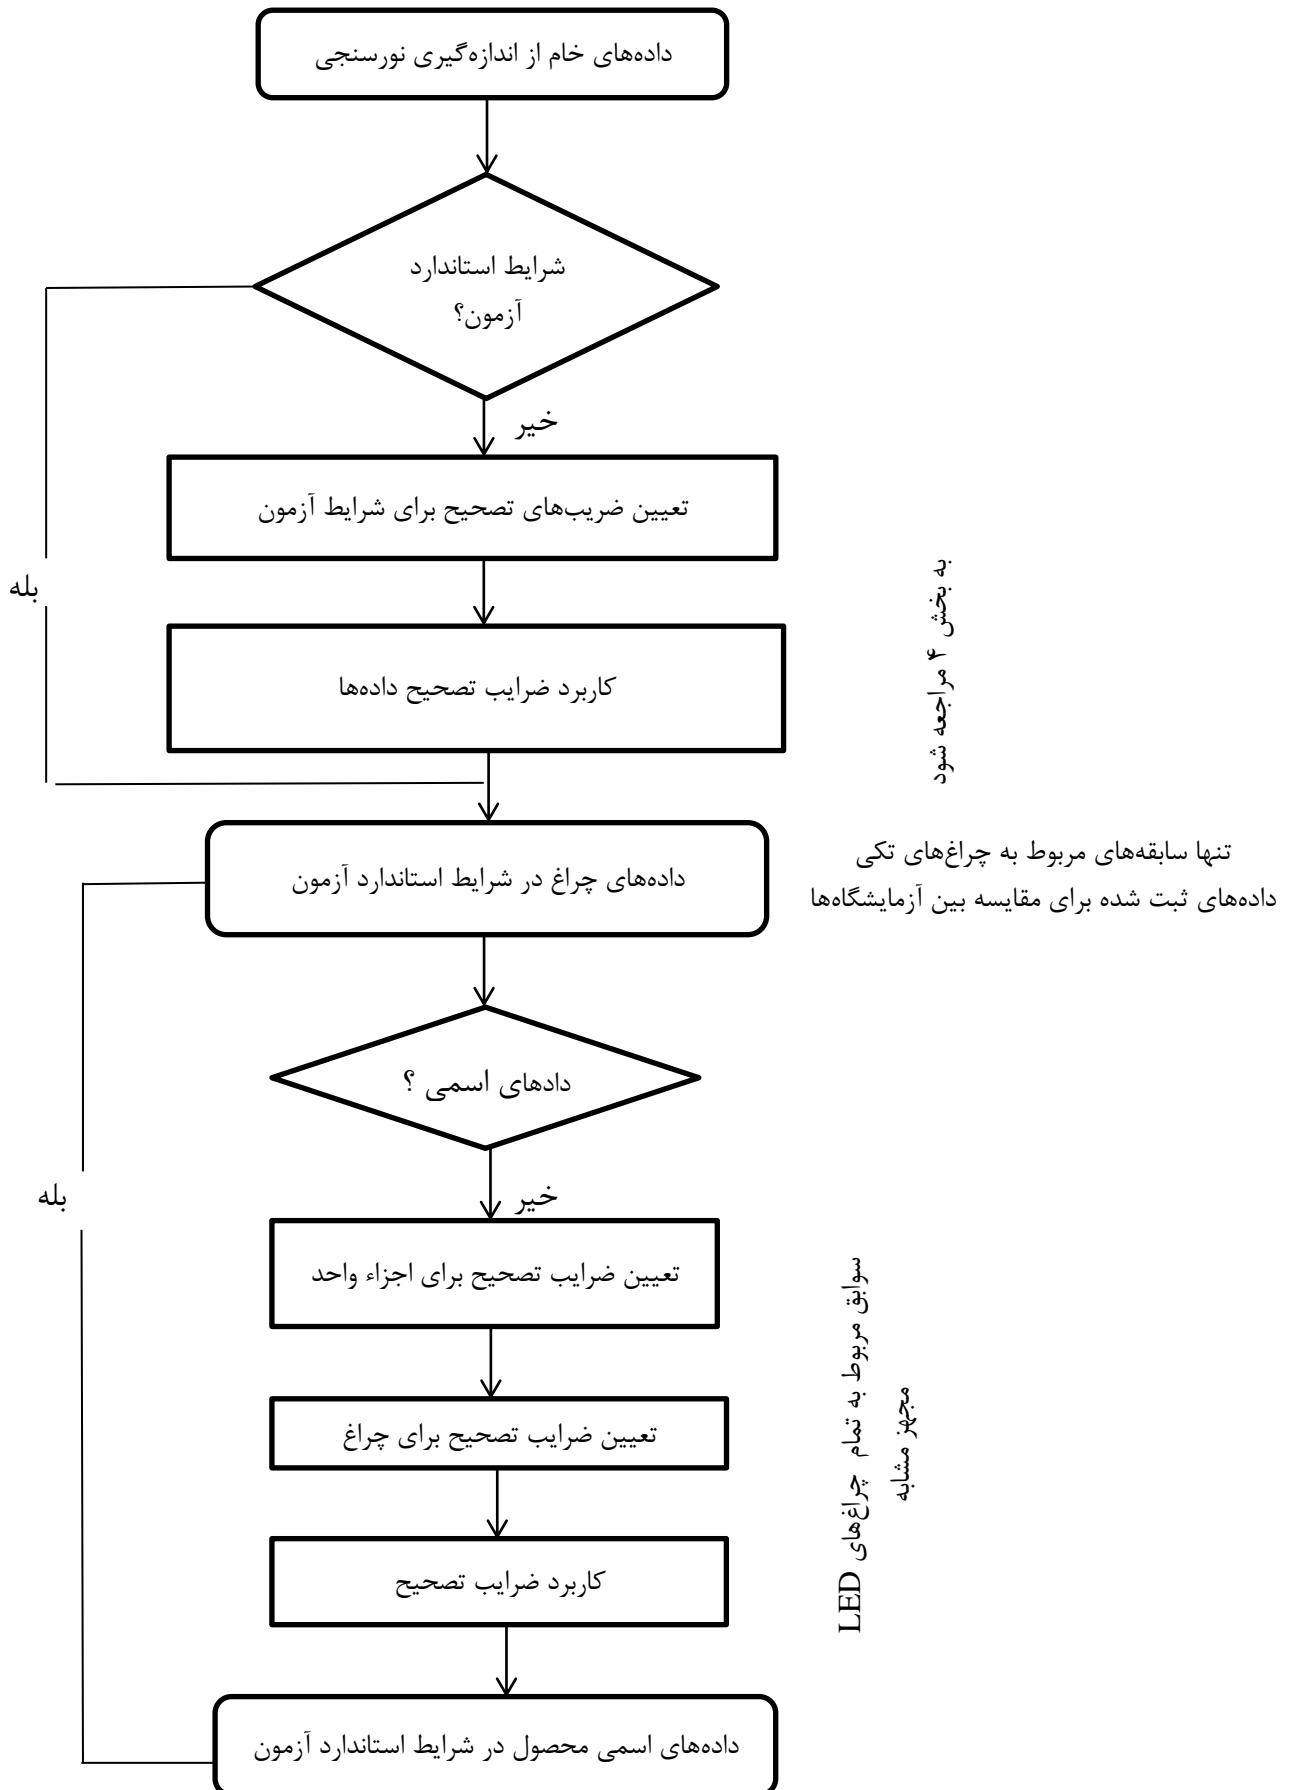 داده‌های خام از اندازه‌گیری نورسنجی
شرایط استاندارد
آزمون؟
خیر
تعیین ضریب‌های تصحیح برای شرایط آزمون
بله
کاربرد ضرایب تصحیح داده‌ها
به بخش ۴ مراجعه شود
داده‌های چراغ در شرایط استاندارد آزمون
تنها سابقه‌های مربوط به چراغ‌های تکی
داده‌های ثبت شده برای مقایسه بین آزمایشگاه‌ها
دادهای اسمی ؟
خیر
بله
تعیین ضرایب تصحیح برای اجزاء واحد
تعیین ضرایب تصحیح برای چراغ
کاربرد ضرایب تصحیح
سوابق مربوط به تمام چراغ‌های LED
مجهز مشابه
داده‌های اسمی محصول در شرایط استاندارد آزمون